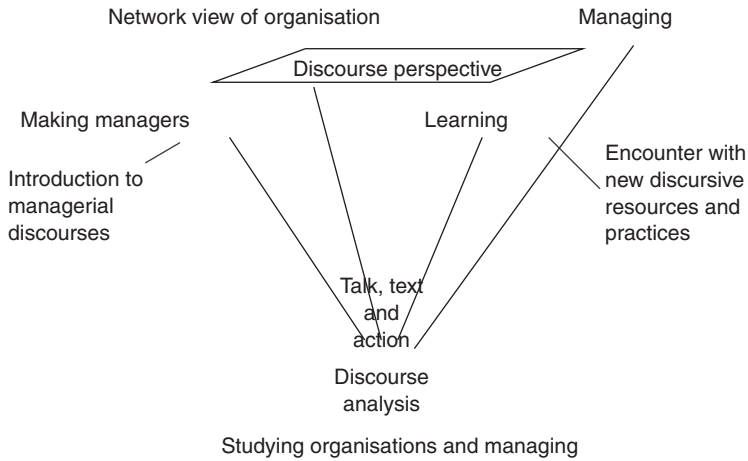 Network view of organisation
Managing
Discourse perspective
Making managers
Learning
Introduction to
managerial
discourses
Encounter with
new discursive
resources and
practices
Talk, text
and
action
Discourse
analysis
Studying organisations and managing